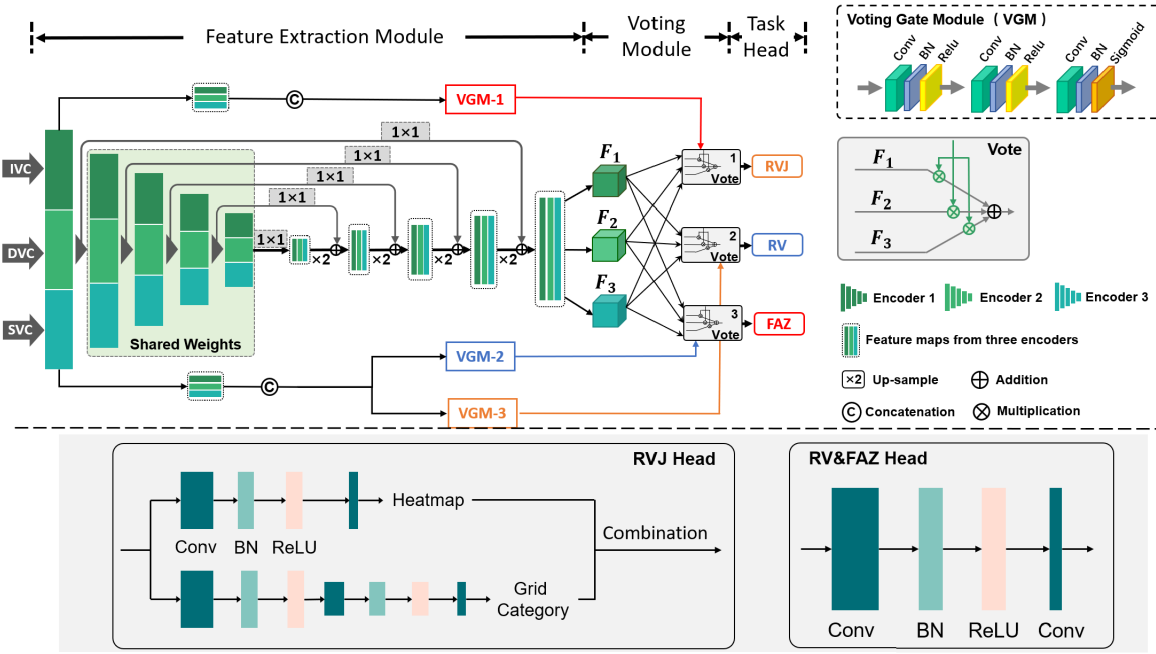 Feature Extraction Module
Voting
Module
Task
Head
Voting Gate Module ( VGM )
Conv
BN
Relu
Conv
BN
Relu
Conv
BN
Sigmoid
C
VGM-1
1×1
1×1
1×1
1×1
1×1
IVC
DVC
SVC
Shared Weights
×2
×2
×2
×2
F1
F2
F3
1
Vote
2
Vote
3
Vote
RVJ
RV
FAZ
Vote
F1
F2
F3
Encoder 1
Encoder 2
Encoder 3
Feature maps from three encoders
×2 Up-sample
Addition
C Concatenation
Multiplication
C
VGM-2
VGM-3
RVJ Head
Conv
BN
ReLU
Heatmap
Grid
Category
Combination
RV&FAZ Head
Conv
BN
ReLU
Conv